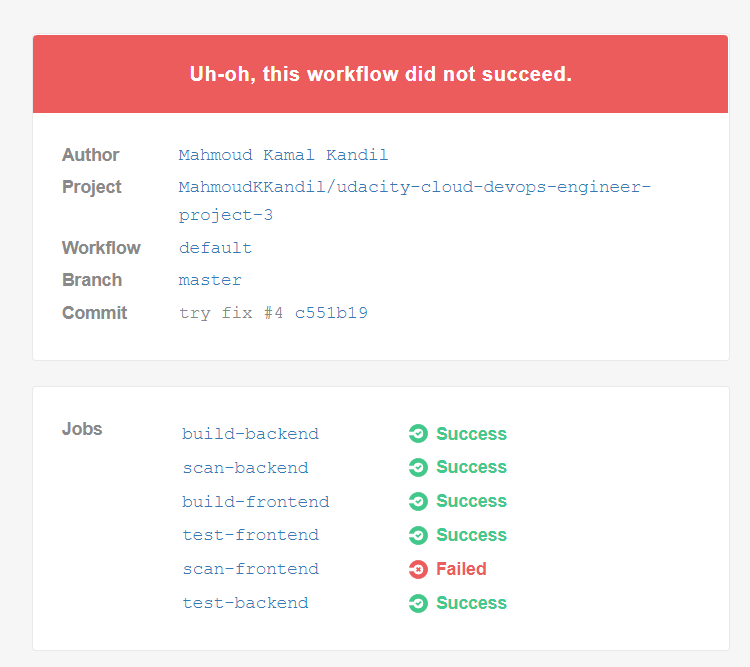 Uh-oh, this workflow did not succeed.
Author Mahmoud Kamal Kandil
Project MahmoudKKandil/udacity-cloud-devops-engineer-
project-3
Workflow default
Branch master
Commit try fix #4 c551b19
Jobs build-backend Success
scan-backend Success
build-frontend Success
test-frontend Success
scan-frontend Failed
test-backend Success